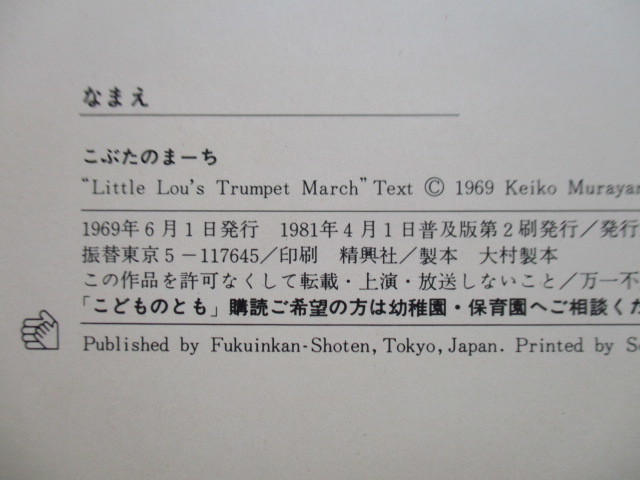 なまえ
こぶたのまーち
"Little Lou's Trumpet March" Text © 1969 Keiko
1969年6月1日発行 1981年4月1日普及版第2刷発行／発行
振替東京5－117645／印刷 精興社／製本 大村製本
この作品を許可なくして転載・上演・放送しないこと／万一不
「こどものとも」購読ご希望の方は幼稚園・保育園へご相談くだ
Published by Fukuinkan-Shoten, Tokyo, Japan. Printed by